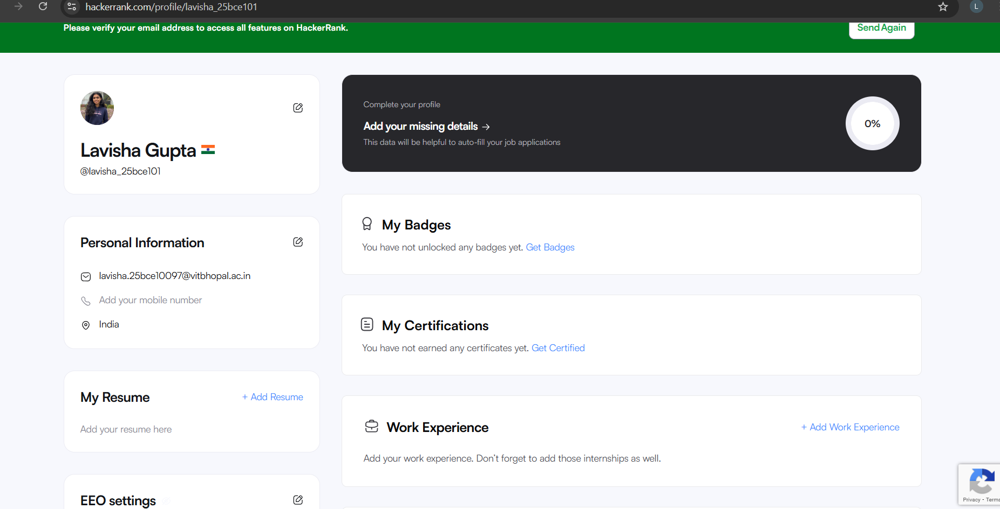 hackerrank.com/profile/lavisha_25bce101
L
Please verify your email address to access all features on HackerRank.
Send Again
Lavisha Gupta
@lavisha_25bce101
Complete your profile
Add your missing details →
This data will be helpful to auto-fill your job applications
0%
Personal Information
lavisha.25bce10097@vitbhopal.ac.in
Add your mobile number
India
My Badges
You have not unlocked any badges yet. Get Badges
My Certifications
You have not earned any certificates yet. Get Certified
My Resume
+ Add Resume
Add your resume here
Work Experience
+ Add Work Experience
Add your work experience. Don’t forget to add those internships as well.
EEO settings
Privacy - Terms